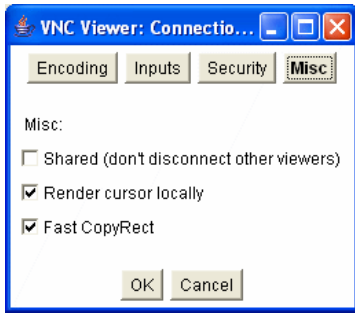 VNC Viewer: Connectio...
Encoding Inputs Security Misc
Misc:
Shared (don't disconnect other viewers)
Render cursor locally
Fast CopyRect
OK Cancel